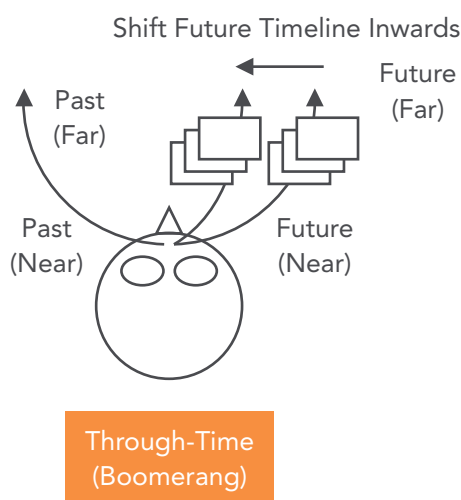 Shift Future Timeline Inwards
Past
(Far)
Future
(Far)
Past
(Near)
Future
(Near)
Through-Time
(Boomerang)